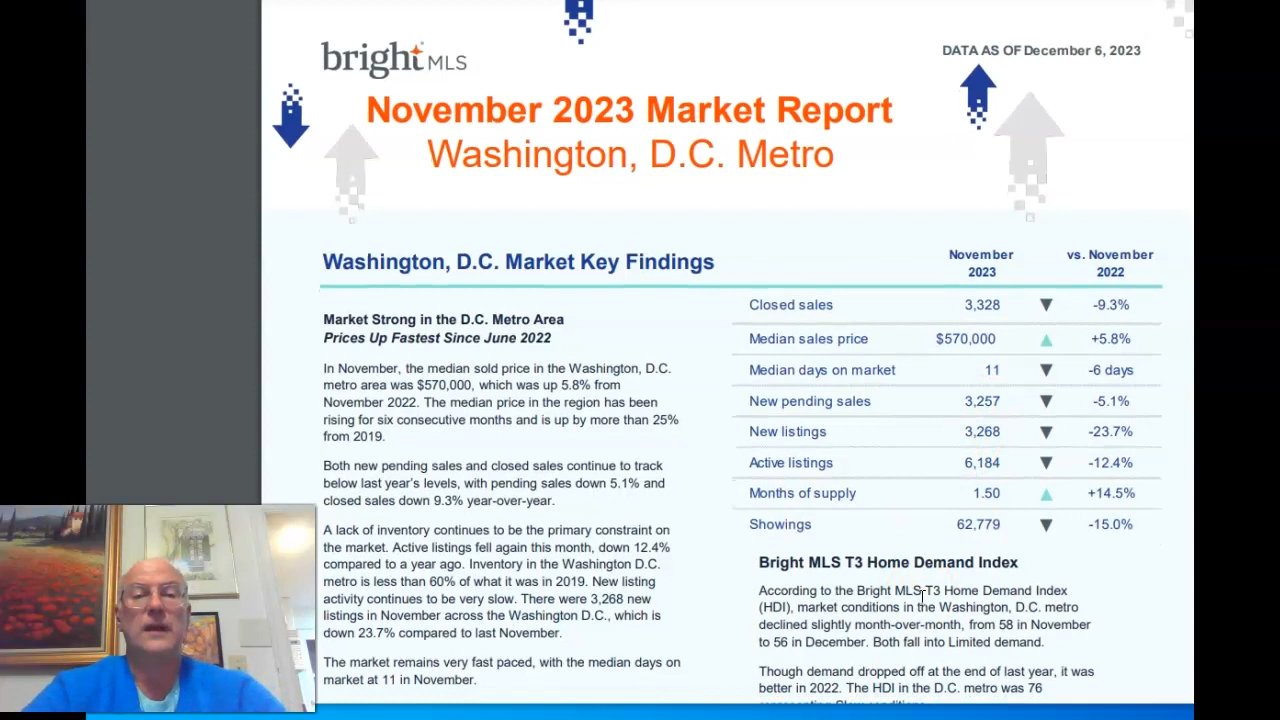 bright MLS
DATA AS OF December 6, 2023
November 2023 Market Report
Washington, D.C. Metro
Washington, D.C. Market Key Findings
November 2023
vs. November 2022
Closed sales 3,328 ▼ -9.3%
Median sales price $570,000 ▲ +5.8%
Median days on market 11 ▼ -6 days
New pending sales 3,257 ▼ -5.1%
New listings 3,268 ▼ -23.7%
Active listings 6,184 ▼ -12.4%
Months of supply 1.50 ▲ +14.5%
Showings 62,779 ▼ -15.0%
Market Strong in the D.C. Metro Area
Prices Up Fastest Since June 2022
In November, the median sold price in the Washington, D.C.
metro area was $570,000, which was up 5.8% from
November 2022. The median price in the region has been
rising for six consecutive months and is up by more than 25%
from 2019.
Both new pending sales and closed sales continue to track
below last year's levels, with pending sales down 5.1% and
closed sales down 9.3% year-over-year.
A lack of inventory continues to be the primary constraint on
the market. Active listings fell again this month, down 12.4%
compared to a year ago. Inventory in the Washington D.C.
metro is less than 60% of what it was in 2019. New listing
activity continues to be very slow. There were 3,268 new
listings in November across the Washington D.C., which is
down 23.7% compared to last November.
The market remains very fast paced, with the median days on
market at 11 in November.
Bright MLS T3 Home Demand Index
According to the Bright MLS T3 Home Demand Index
(HDI), market conditions in the Washington, D.C. metro
declined slightly month-over-month, from 58 in November
to 56 in December. Both fall into Limited demand.
Though demand dropped off at the end of last year, it was
better in 2022. The HDI in the D.C. metro was 76